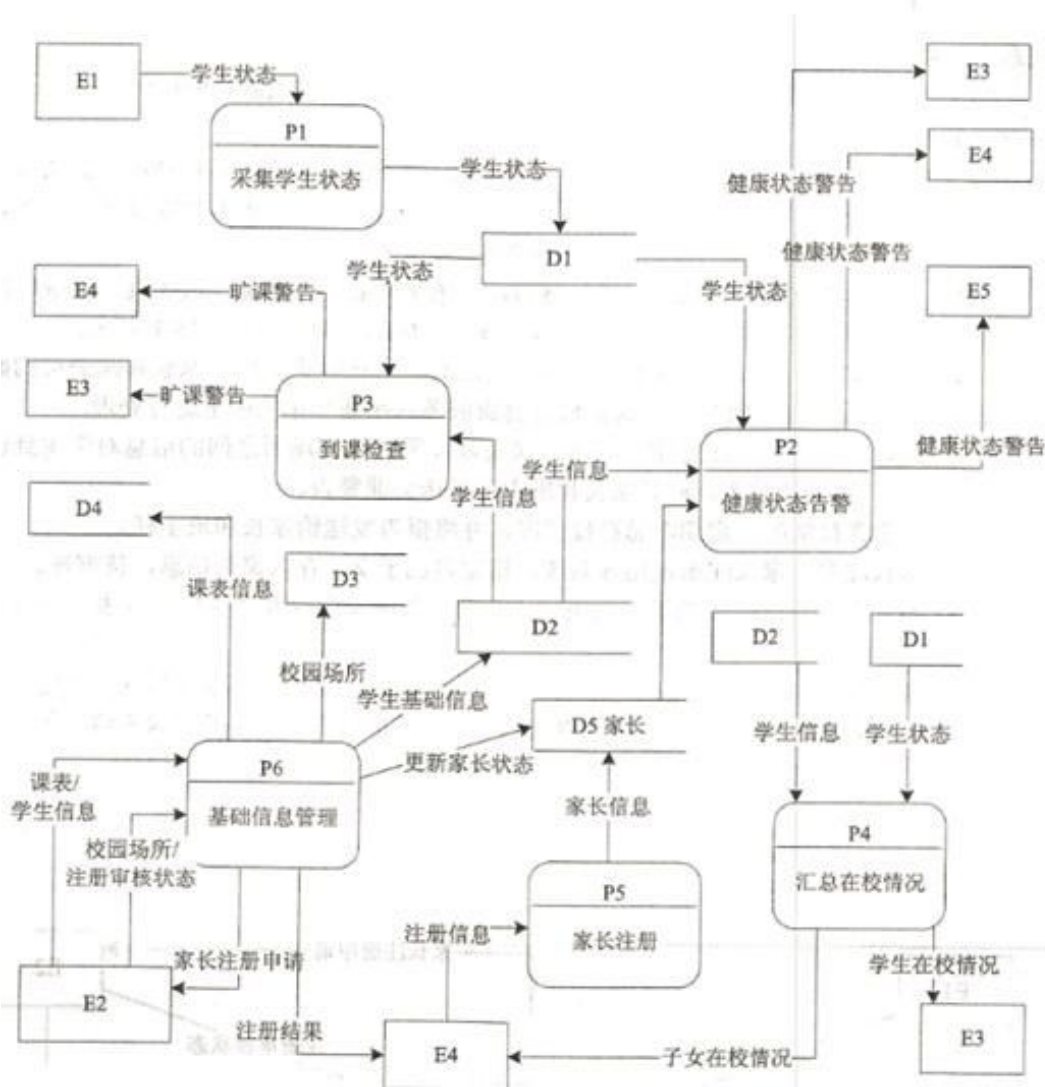 E1
学生状态
P1
采集学生状态
学生状态
D1
学生状态
学生状态
E3
E4
健康状态警告
健康状态警告
E5
健康状态警告
E4
旷课警告
E3
旷课警告
P3
到课检查
P2
健康状态告警
学生信息
学生信息
D4
课表信息
D3
校园场所
D2
学生基础信息
D2
D1
学生信息
学生状态
D5 家长
更新家长状态
家长信息
P6
基础信息管理
课表/
学生信息
校园场所/
注册审核状态
P4
汇总在校情况
P5
家长注册
注册信息
家长注册申请
E2
注册结果
E4
子女在校情况
学生在校情况
E3